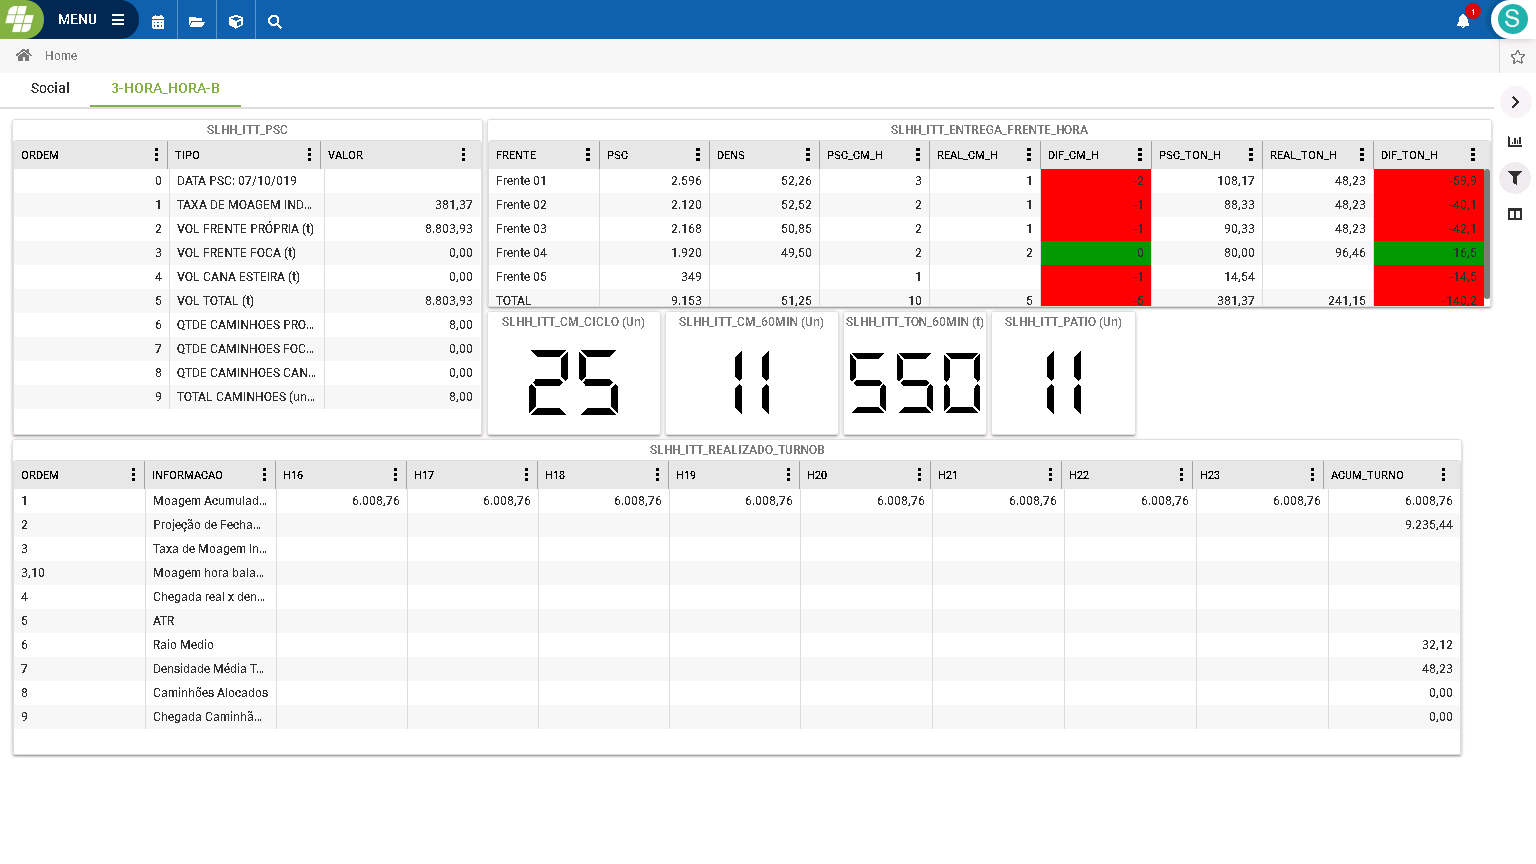 MENU
1
S
Home
Social 3-HORA_HORA-B
SLHH_ITT_PSC
ORDEM TIPO VALOR
0 DATA PSC: 07/10/019
1 TAXA DE MOAGEM IND... 381,37
2 VOL FRENTE PRÓPRIA (t) 8.803,93
3 VOL FRENTE FOCA (t) 0,00
4 VOL CANA ESTEIRA (t) 0,00
5 VOL TOTAL (t) 8.803,93
6 QTDE CAMINHOES PRO... 8,00
7 QTDE CAMINHOES FOC... 0,00
8 QTDE CAMINHOES CAN... 0,00
9 TOTAL CAMINHOES (un... 8,00
SLHH_ITT_ENTREGA_FRENTE_HORA
FRENTE PSC DENS PSC_CM_H REAL_CM_H DIF_CM_H PSC_TON_H REAL_TON_H DIF_TON_H
Frente 01 2.596 52,26 3 1 -2 108,17 48,23 -59,9
Frente 02 2.120 52,52 2 1 -1 88,33 48,23 -40,1
Frente 03 2.168 50,85 2 1 -1 90,33 48,23 -42,1
Frente 04 1.920 49,50 2 2 0 80,00 96,46 16,5
Frente 05 349 1 -1 14,54 -14,5
TOTAL 9.153 51,25 10 5 -5 381,37 241,15 -140,2
SLHH_ITT_CM_CICLO (Un)
25
SLHH_ITT_CM_60MIN (Un)
11
SLHH_ITT_TON_60MIN (t)
550
SLHH_ITT_PATIO (Un)
11
SLHH_ITT_REALIZADO_TURNOB
ORDEM INFORMACAO H16 H17 H18 H19 H20 H21 H22 H23 ACUM_TURNO
1 Moagem Acumulad... 6.008,76 6.008,76 6.008,76 6.008,76 6.008,76 6.008,76 6.008,76 6.008,76 6.008,76
2 Projeção de Fecha... 9.235,44
3 Taxa de Moagem In...
3,10 Moagem hora bala...
4 Chegada real x den...
5 ATR
6 Raio Medio 32,12
7 Densidade Média T... 48,23
8 Caminhões Alocados 0,00
9 Chegada Caminhã... 0,00